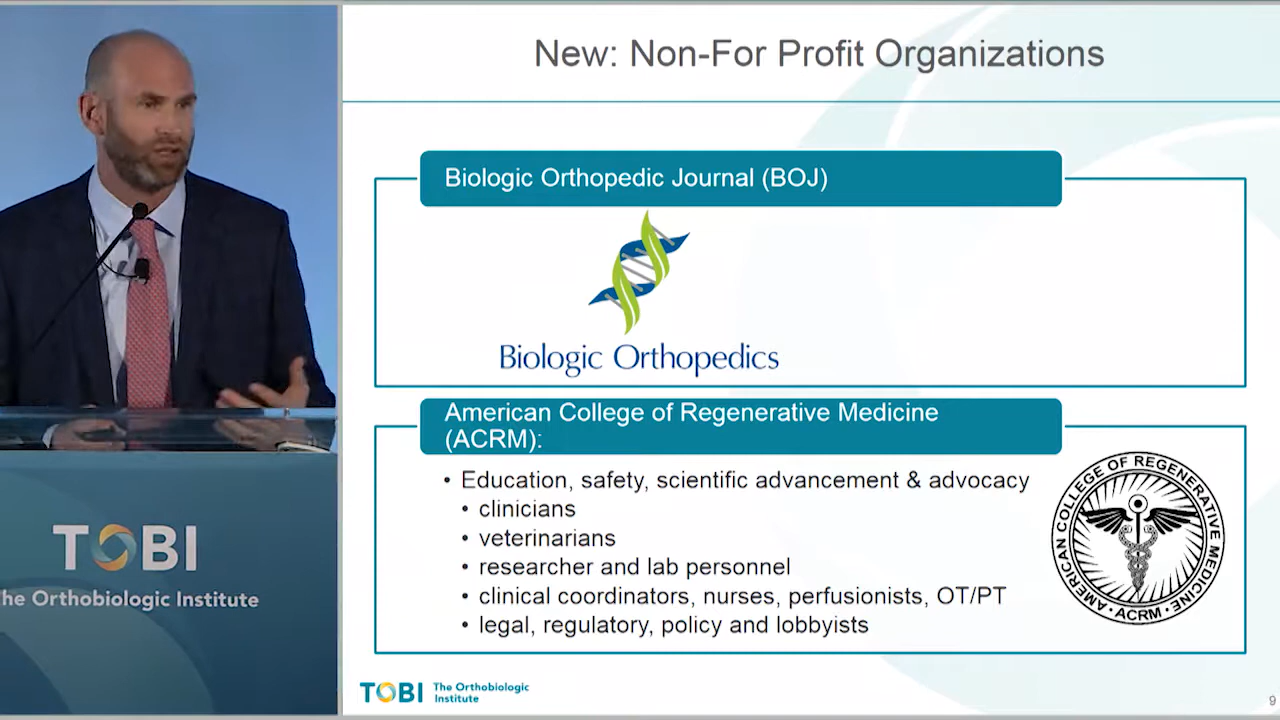 New: Non-For Profit Organizations
Biologic Orthopedic Journal (BOJ)
Biologic Orthopedics
American College of Regenerative Medicine
(ACRM):
• Education, safety, scientific advancement & advocacy
• clinicians
• veterinarians
• researcher and lab personnel
• clinical coordinators, nurses, perfusionists, OT/PT
• legal, regulatory, policy and lobbyists
AMERICAN COLLEGE OF REGENERATIVE MEDICINE
· ACRM ·
TOBI
The Orthobiologic Institute
TOBI The Orthobiologic
Institute
9